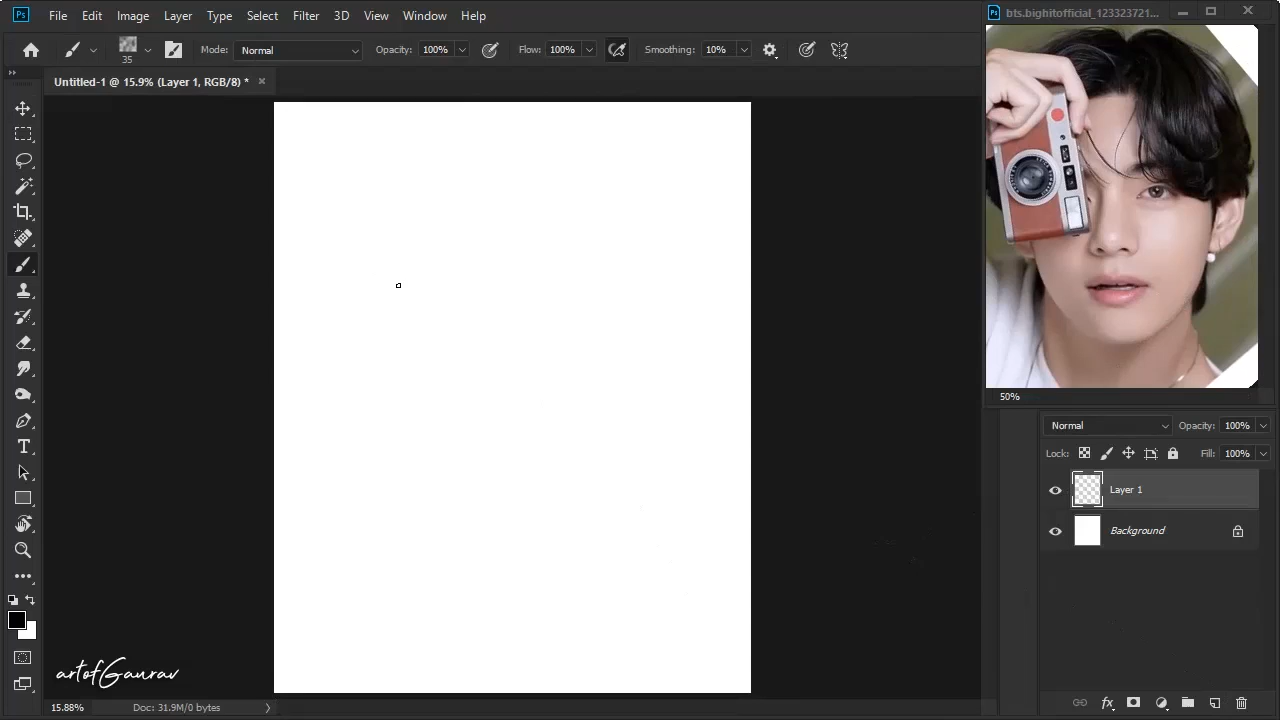 Ps
File Edit Image Layer Type Select Filter 3D View Window Help
bts.bighitofficial_123323721...
35
Mode: Normal
Opacity: 100%
Flow: 100%
Smoothing: 10%
Untitled-1 @ 15.9% (Layer 1, RGB/8) *
50%
Normal
Opacity: 100%
Lock:
Fill: 100%
Layer 1
Background
artofGaurav
15.88%
Doc: 31.9M/0 bytes
fx